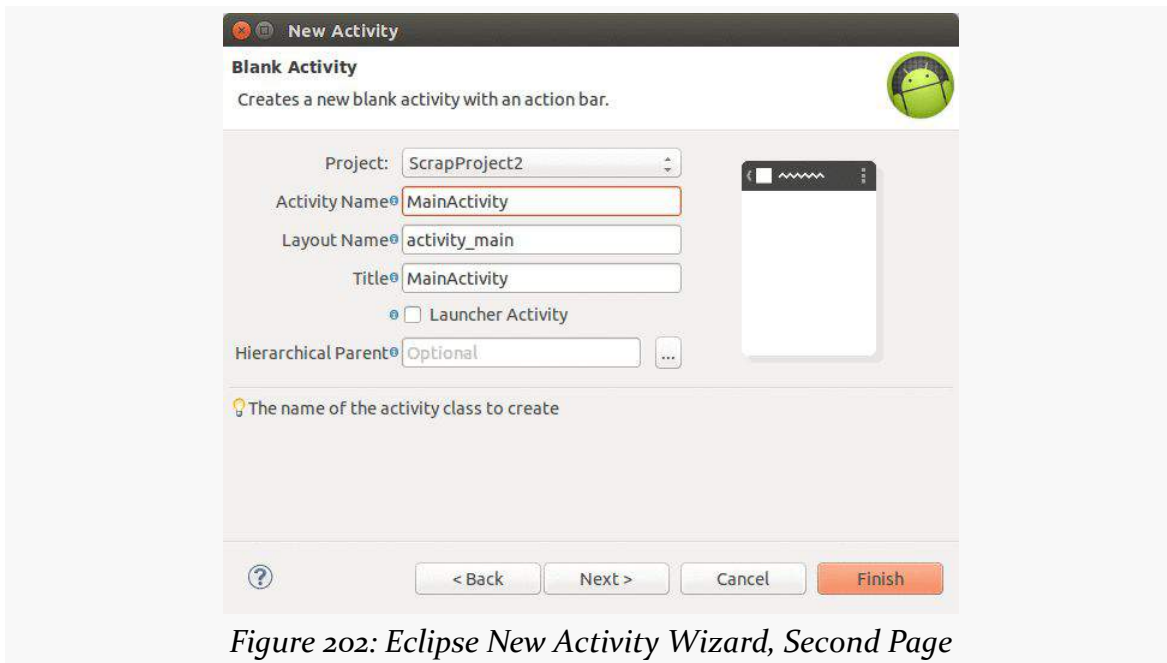 New Activity
Blank Activity
Creates a new blank activity with an action bar.
Project: ScrapProject2
Activity Name MainActivity
Layout Name activity_main
Title MainActivity
Launcher Activity
Hierarchical Parent Optional ...
The name of the activity class to create
? < Back Next > Cancel Finish
Figure 202: Eclipse New Activity Wizard, Second Page